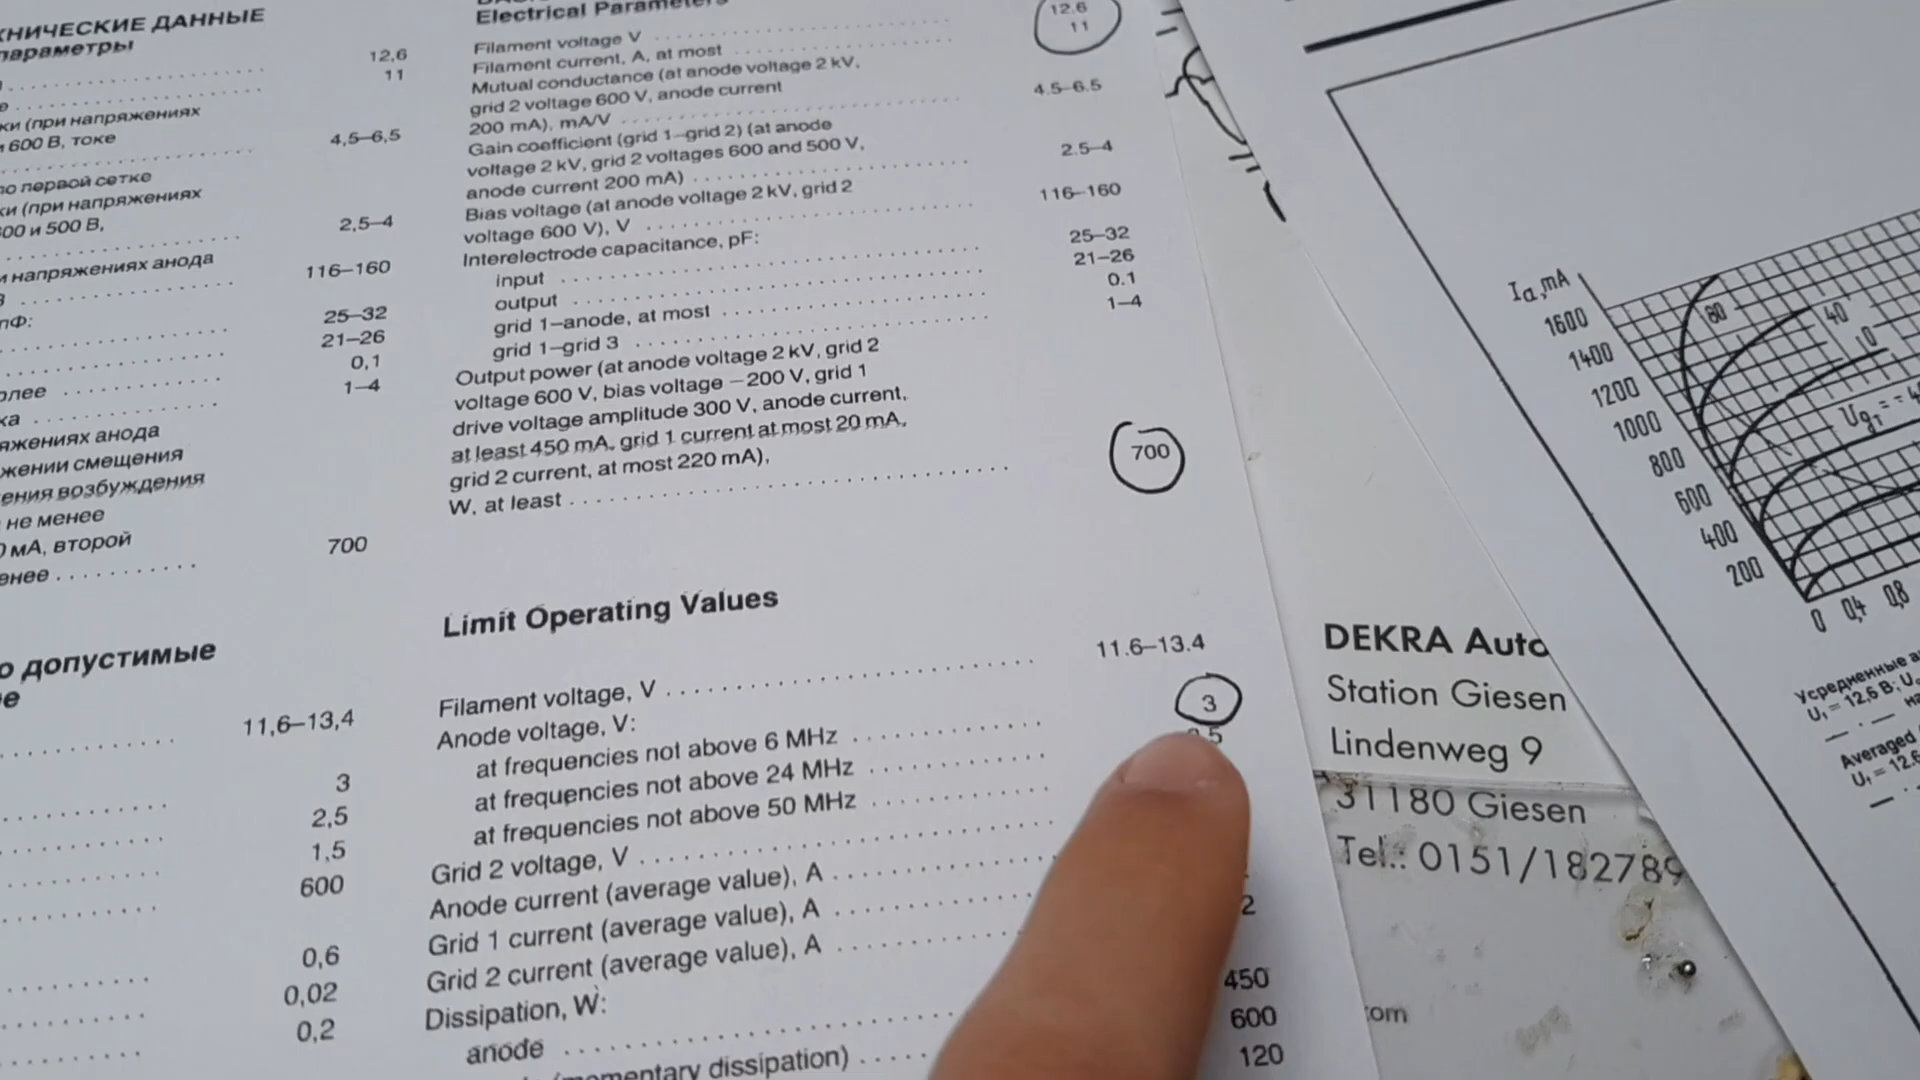 ХНИЧЕСКИЕ ДАННЫЕ
параметры
12,6
11
ки (при напряжениях
и 600 В, токе
4,5–6,5
по первой сетке
ки (при напряжениях
500 В,
2,5–4
и напряжениях анода
116–160
пФ:
25–32
21–26
0,1
1–4
олее
ка
ряжениях анода
жении смещения
ения возбуждения
не менее
0 мА, второй
енее
700
о допустимые
е
11,6–13,4
3
2,5
1,5
600
0,6
0,02
0,2
Electrical Parameters
Filament voltage V 12.6
Filament current, A, at most 11
Mutual conductance (at anode voltage 2 kV,
grid 2 voltage 600 V, anode current
200 mA), mA/V 4.5–6.5
Gain coefficient (grid 1–grid 2) (at anode
voltage 2 kV, grid 2 voltages 600 and 500 V,
anode current 200 mA) 2.5–4
Bias voltage (at anode voltage 2 kV, grid 2
voltage 600 V), V 116–160
Interelectrode capacitance, pF:
input 25–32
output 21–26
grid 1–anode, at most 0.1
grid 1–grid 3 1–4
Output power (at anode voltage 2 kV, grid 2
voltage 600 V, bias voltage – 200 V, grid 1
drive voltage amplitude 300 V, anode current,
at least 450 mA, grid 1 current at most 20 mA,
grid 2 current, at most 220 mA),
W, at least 700
Limit Operating Values
Filament voltage, V 11.6–13.4
Anode voltage, V:
at frequencies not above 6 MHz 3
at frequencies not above 24 MHz
at frequencies not above 50 MHz
Grid 2 voltage, V
Anode current (average value), A
Grid 1 current (average value), A
Grid 2 current (average value), A
Dissipation, W:
anode 450
(momentary dissipation) 600
120
DEKRA Auto
Station Giesen
Lindenweg 9
31180 Giesen
Tel.: 0151/182789
com
Ia,mA
1600
1400
1200
1000
800
600
400
200
0 0,4 0,8
80
40
0
Усредненные
U₁ = 12,6 В;
Averaged
U₁ = 12.6